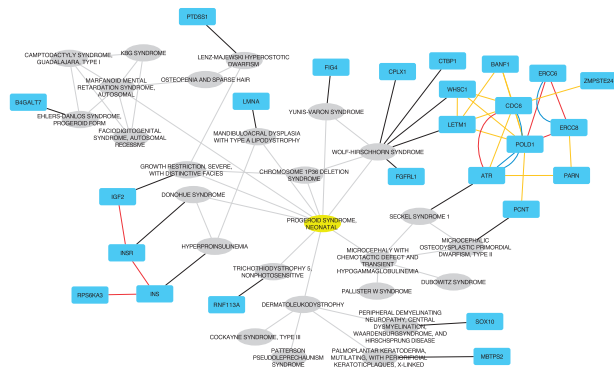 PTDSS1
CAMPTODACTYLY SYNDROME,
GUADALAJARA, TYPE I
KBG SYNDROME
MARFANOID MENTAL
RETARDATION SYNDROME,
AUTOSOMAL
LENZ-MAJEWSKI HYPEROSTOTIC
DWARFISM
OSTEOPENIA AND SPARSE HAIR
B4GALT7
EHLERS-DANLOS SYNDROME,
PROGEROID FORM
FACIODIGITOGENITAL
SYNDROME, AUTOSOMAL
RECESSIVE
LMNA
MANDIBULOACRAL DYSPLASIA
WITH TYPE A LIPODYSTROPHY
FIG4
YUNIS-VARON SYNDROME
CPLX1
CTBP1
WHSC1
BANF1
ERCC6
ZMPSTE24
CDC6
LETM1
POLD1
ERCC8
WOLF-HIRSCHHORN SYNDROME
FGFRL1
ATR
PARN
PCNT
GROWTH RESTRICTION, SEVERE,
WITH DISTINCTIVE FACIES
CHROMOSOME 1P36 DELETION
SYNDROME
IGF2
DONOHUE SYNDROME
PROGEROID SYNDROME,
NEONATAL
SECKEL SYNDROME 1
INSR
HYPERPROINSULINEMIA
MICROCEPHALY WITH
CHEMOTACTIC DEFECT AND
TRANSIENT
HYPOGAMMAGLOBULINEMIA
MICROCEPHALIC
OSTEODYSPLASTIC PRIMORDIAL
DWARFISM, TYPE II
RPS6KA3
INS
TRICHOTHIODYSTROPHY 5,
NONPHOTOSENSITIVE
DUBOWITZ SYNDROME
PALLISTER W SYNDROME
RNF113A
DERMATOLEUKODYSTROPHY
PERIPHERAL DEMYELINATING
NEUROPATHY, CENTRAL
DYSMYELINATION,
WAARDENBURGSYNDROME, AND
HIRSCHSPRUNG DISEASE
SOX10
COCKAYNE SYNDROME, TYPE III
PATTERSON
PSEUDOLEPRECHAUNISM
SYNDROME
PALMOPLANTAR KERATODERMA,
MUTILATING, WITH PERIORIFICIAL
KERATOTICPLAQUES, X-LINKED
MBTPS2